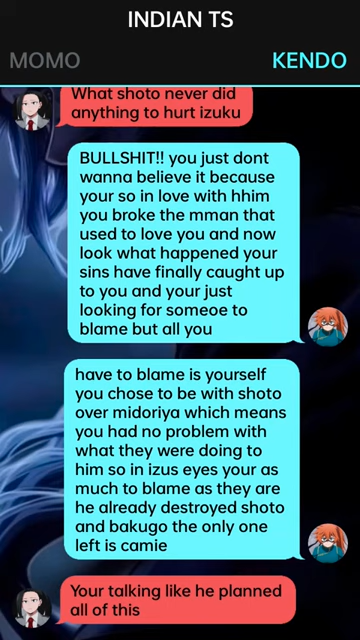 INDIAN TS
MOMO
KENDO
What shoto never did
anything to hurt izuku
BULLSHIT!! you just dont
wanna believe it because
your so in love with hhim
you broke the mman that
used to love you and now
look what happened your
sins have finally caught up
to you and your just
looking for someoe to
blame but all you
have to blame is yourself
you chose to be with shoto
over midoriya which means
you had no problem with
what they were doing to
him so in izus eyes your as
much to blame as they are
he already destroyed shoto
and bakugo the only one
left is camie
Your talking like he planned
all of this